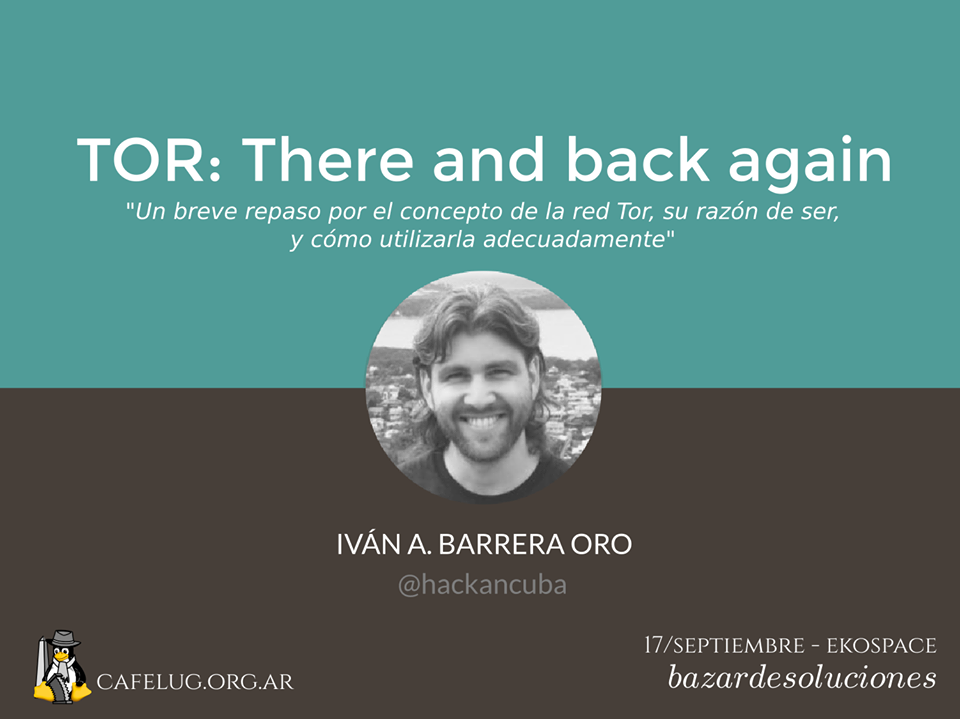 TOR: There and back again
"Un breve repaso por el concepto de la red Tor, su razón de ser,
y cómo utilizarla adecuadamente"
IVÁN A. BARRERA ORO
@hackancuba
17/SEPTIEMBRE - EKOSPACE
bazardesoluciones
CAFELUG.ORG.AR